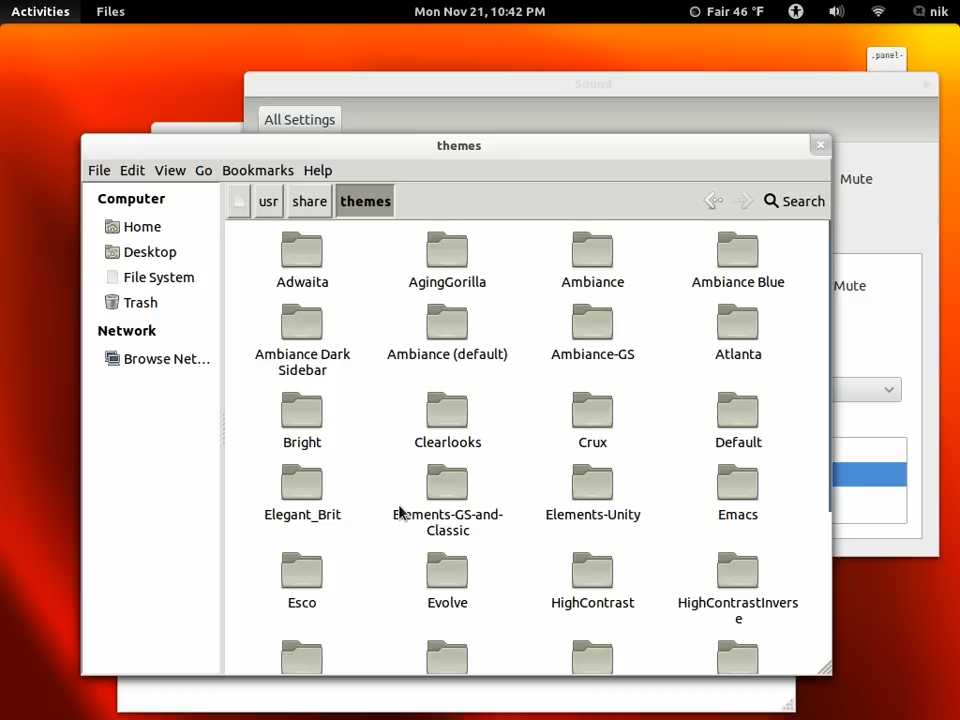 Activities Files Mon Nov 21, 10:42 PM Fair 46 °F nik
.panel-
Sound
All Settings
themes
File Edit View Go Bookmarks Help
Mute
Computer
usr share themes Search
Home
Desktop
File System
Trash
Network
Browse Net...
Mute
Adwaita AgingGorilla Ambiance Ambiance Blue
Ambiance Dark Sidebar Ambiance (default) Ambiance-GS Atlanta
Bright Clearlooks Crux Default
Elegant_Brit Elements-GS-and-
Classic Elements-Unity Emacs
Esco Evolve HighContrast HighContrastInvers
e